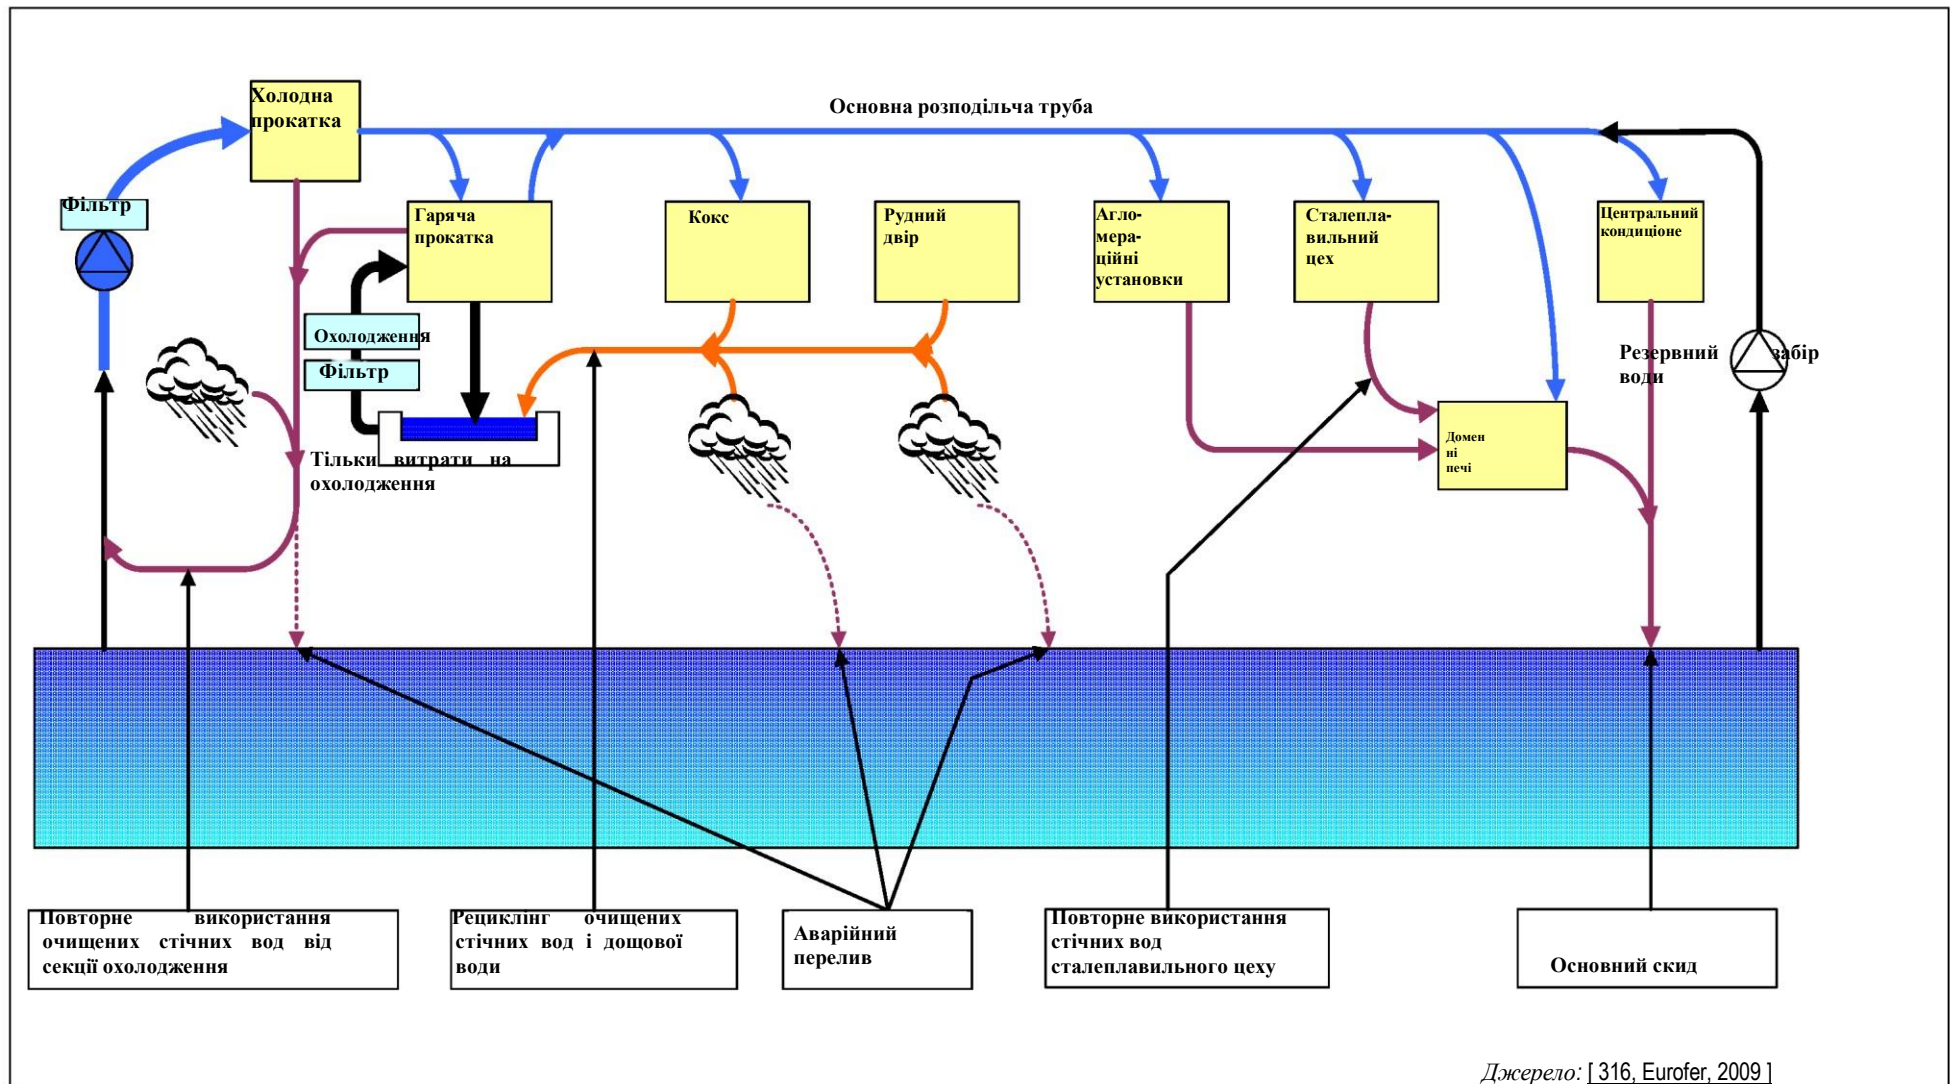 Основна розподільча труба
Холодна
прокатка
Фільтр
Гаряча
прокатка
Кокс
Рудний
двір
Агло-
мера-
ційні
установки
Сталепла-
вильний
цех
Центральний
кондиціоне
Охолодження
Фільтр
Резервний забір
води
Домен
ні
печі
Тільки витрати на
охолодження
Повторне використання
очищених стічних вод від
секції охолодження
Рециклінг очищених
стічних вод і дощової
води
Аварійний
перелив
Повторне використання
стічних вод
сталеплавильного цеху
Основний скид
Джерело: [ 316, Eurofer, 2009 ]